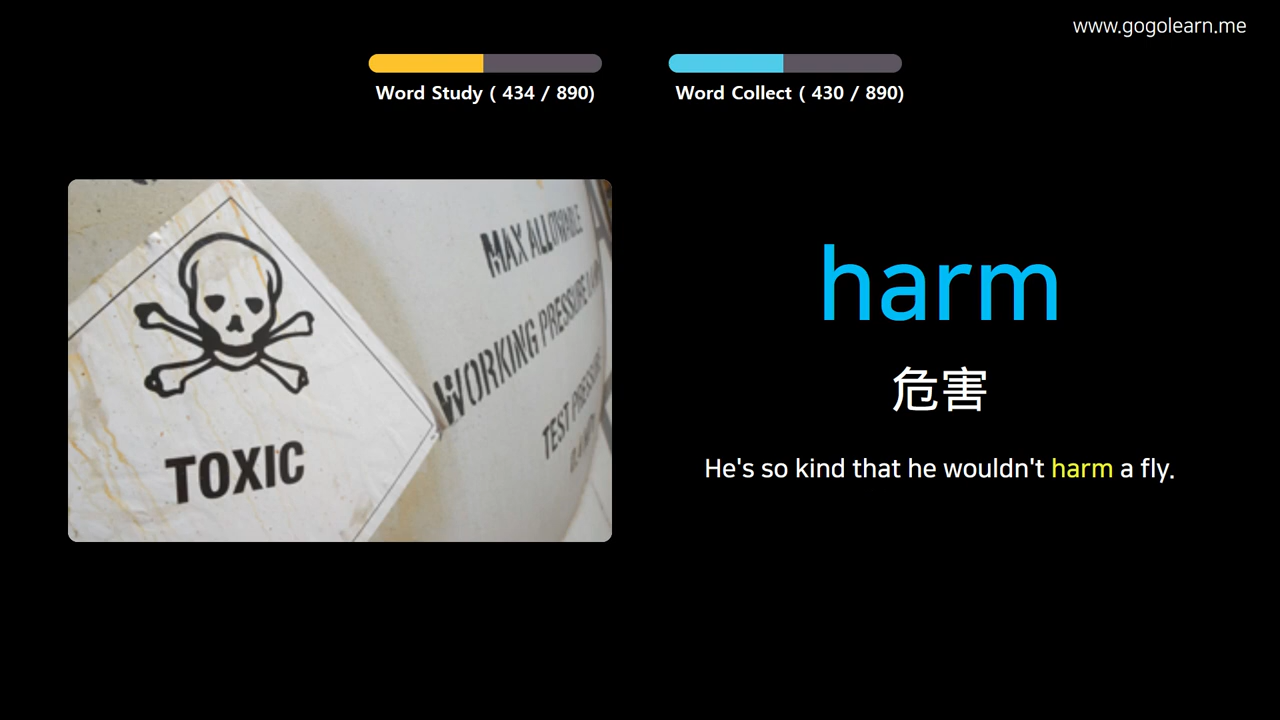 www.gogolearn.me
Word Study ( 434 / 890)
Word Collect ( 430 / 890)
MAX ALLOWABLE
WORKING PRESSURE
TEST PRESSURE
TOXIC
harm
危害
He's so kind that he wouldn't harm a fly.